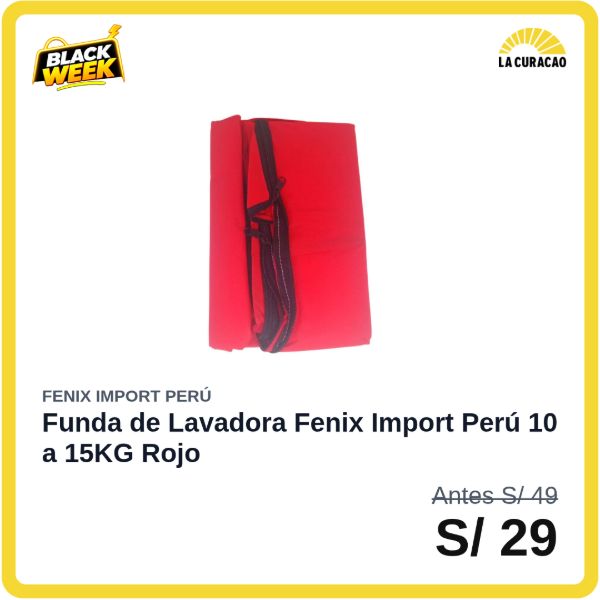 BLACK
WEEK
LA CURACAO
FENIX IMPORT PERÚ
Funda de Lavadora Fenix Import Perú 10
a 15KG Rojo
Antes S/ 49
S/ 29